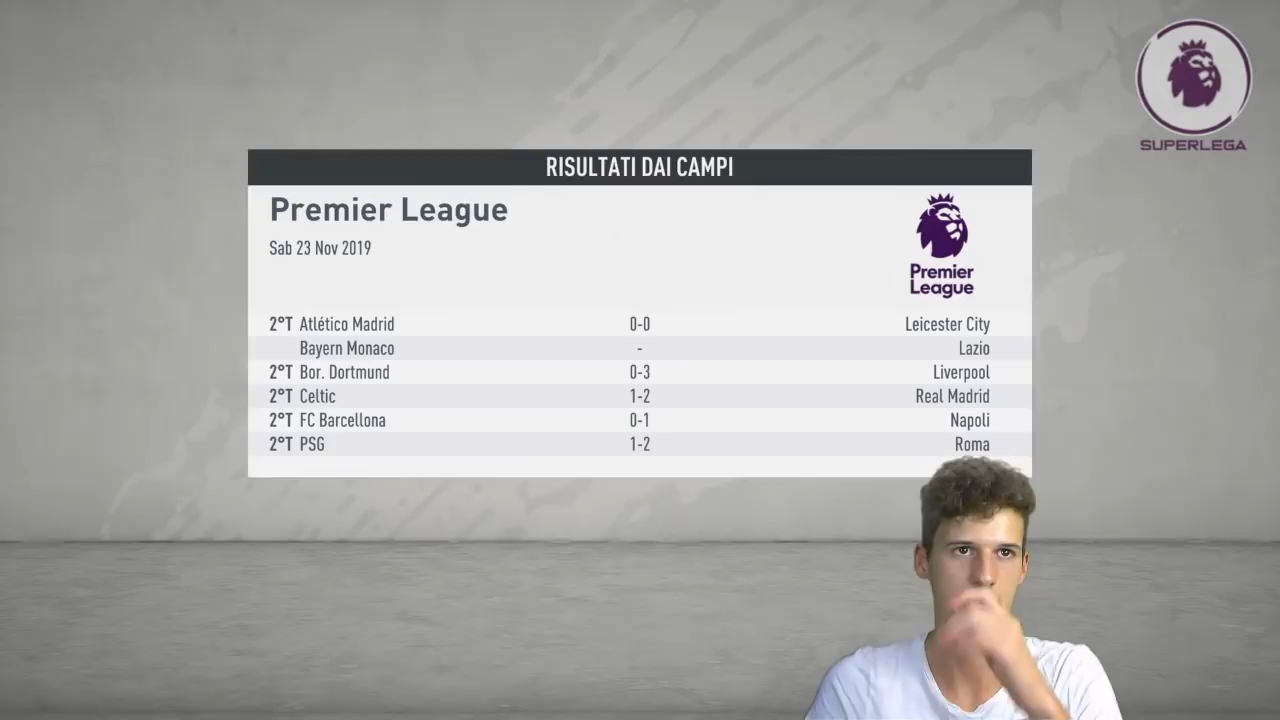 SUPERLEGA
RISULTATI DAI CAMPI
Premier League
Sab 23 Nov 2019
Premier
League
2°T Atlético Madrid 0-0 Leicester City
Bayern Monaco - Lazio
2°T Bor. Dortmund 0-3 Liverpool
2°T Celtic 1-2 Real Madrid
2°T FC Barcellona 0-1 Napoli
2°T PSG 1-2 Roma